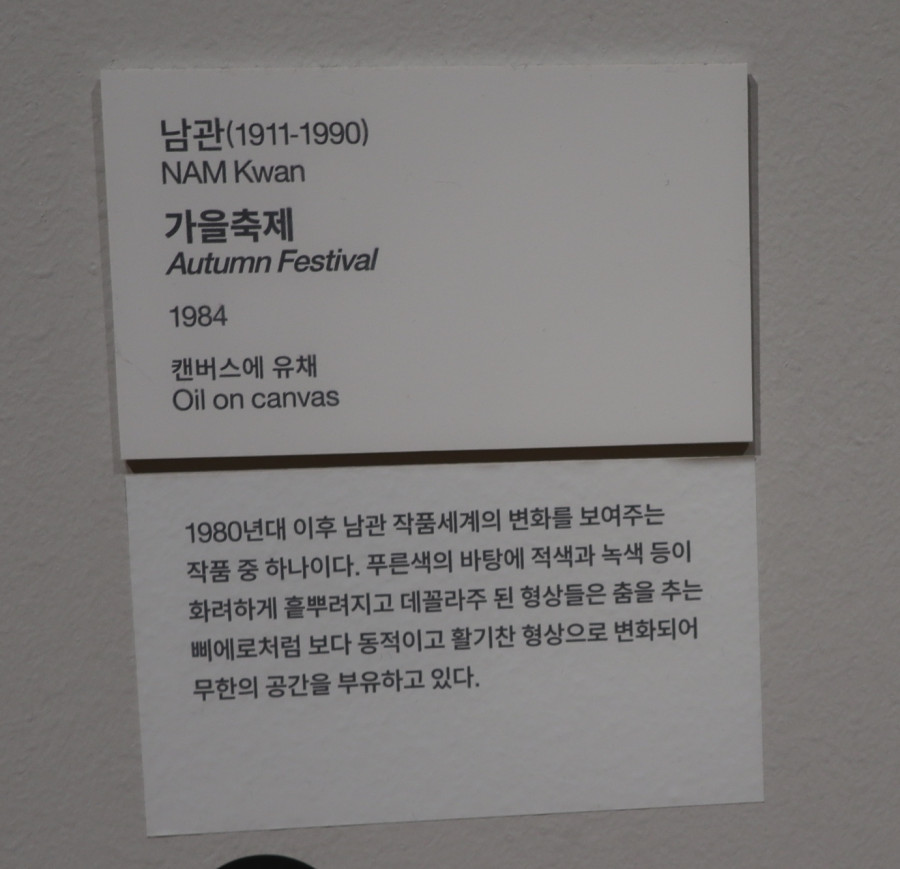 남관(1911-1990)
NAM Kwan
가을축제
Autumn Festival
1984
캔버스에 유채
Oil on canvas
1980년대 이후 남관 작품세계의 변화를 보여주는
작품 중 하나이다. 푸른색의 바탕에 적색과 녹색 등이
화려하게 흩뿌려지고 데꼴라주 된 형상들은 춤을 추는
삐에로처럼 보다 동적이고 활기찬 형상으로 변화되어
무한의 공간을 부유하고 있다.